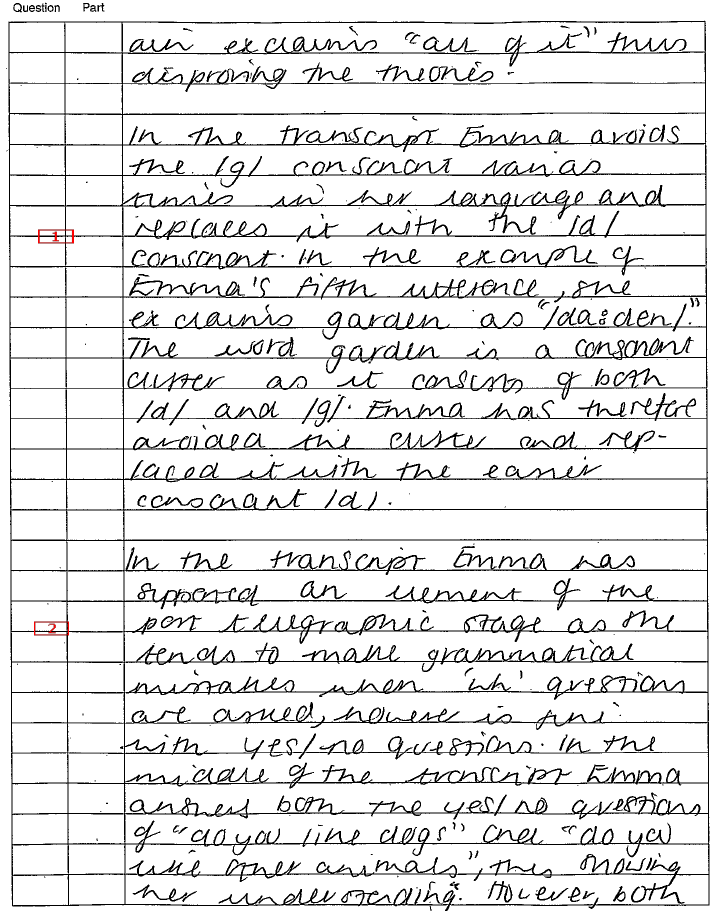 Question Part
ain exclaims "all of it" thus
disproving the theories.
In the transcript Emma avoids
the /g/ consonant various
times in her language and
1
replaces it with the /d/
consonant. In the example of
Emma's fifth utterence, she
exclaims garden as "/da:den/."
The word garden is a consonant
cluster as it consists of both
/d/ and /g/. Emma has therefore
avoided the cluster and rep-
laced it with the easier
consonant /d/.
In the transcript Emma has
supported an element of the
2
post telegraphic stage as she
tends to make grammatical
mistakes when 'wh' questions
are asked, however is fine
with yes/no questions. In the
middle of the transcript Emma
answers both the yes/no questions
of "do you like dogs" and "do you
like other animals", thus showing
her understanding. However, both